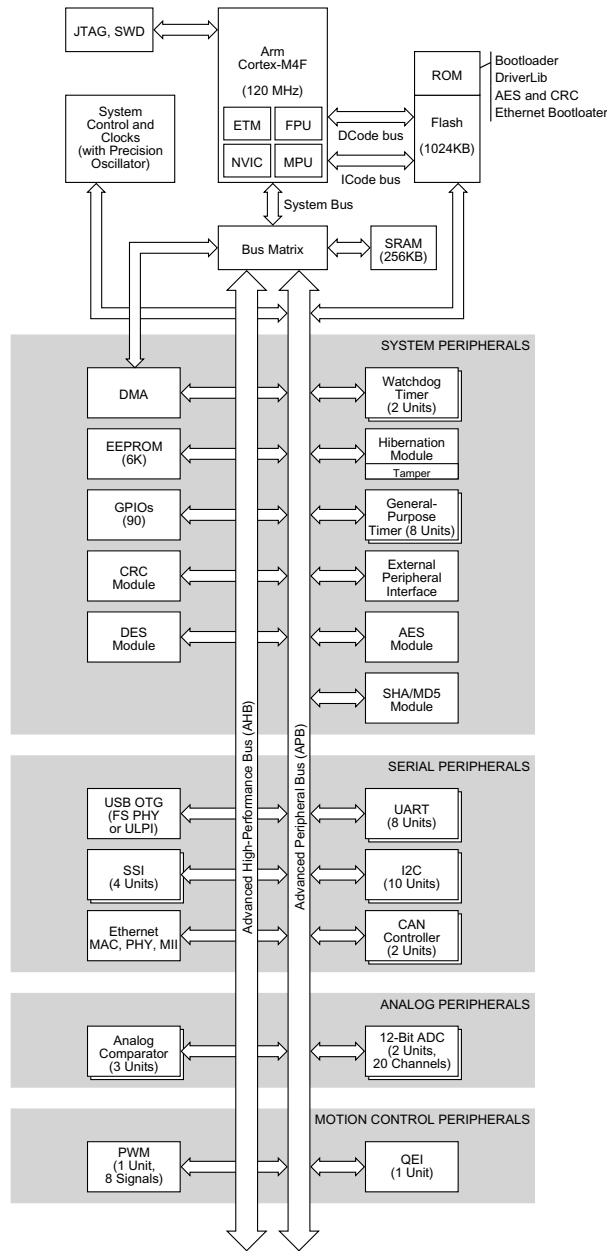 JTAG, SWD
Arm
Cortex-M4F
(120 MHz)
ETM
FPU
NVIC
MPU
ROM
Flash
(1024KB)
Bootloader
DriverLib
AES and CRC
Ethernet Bootloater
System
Control and
Clocks
(with Precision
Oscillator)
DCode bus
ICode bus
System Bus
Bus Matrix
SRAM
(256KB)
SYSTEM PERIPHERALS
DMA
Watchdog
Timer
(2 Units)
EEPROM
(6K)
Hibernation
Module
Tamper
GPIOs
(90)
General-
Purpose
Timer (8 Units)
CRC
Module
External
Peripheral
Interface
DES
Module
AES
Module
SHA/MD5
Module
Advanced High-Performance Bus (AHB)
Advanced Peripheral Bus (APB)
SERIAL PERIPHERALS
USB OTG
(FS PHY
or ULPI)
UART
(8 Units)
SSI
(4 Units)
I2C
(10 Units)
Ethernet
MAC, PHY, MII
CAN
Controller
(2 Units)
ANALOG PERIPHERALS
Analog
Comparator
(3 Units)
12-Bit ADC
(2 Units,
20 Channels)
MOTION CONTROL PERIPHERALS
PWM
(1 Unit,
8 Signals)
QEI
(1 Unit)